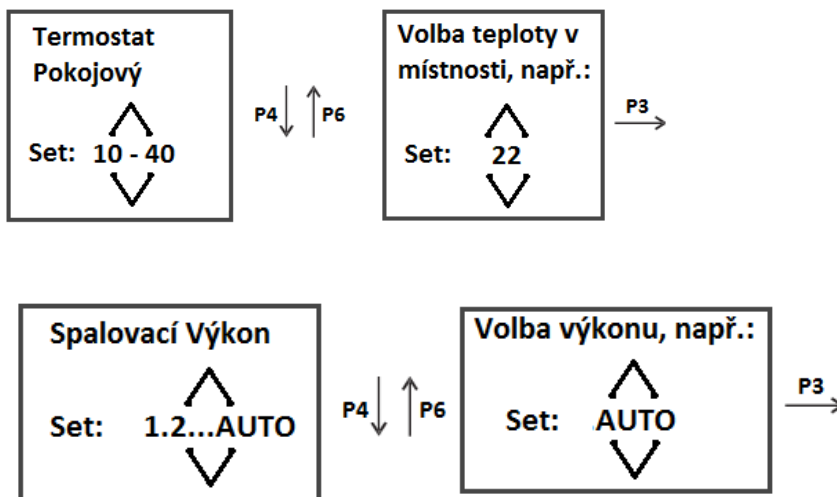 Termostat
Pokojový
Set: 10 - 40
P4 P6
Volba teploty v
místnosti, např.:
Set: 22
P3
Spalovací Výkon
Set: 1.2...AUTO
P4 P6
Volba výkonu, např.:
Set: AUTO
P3